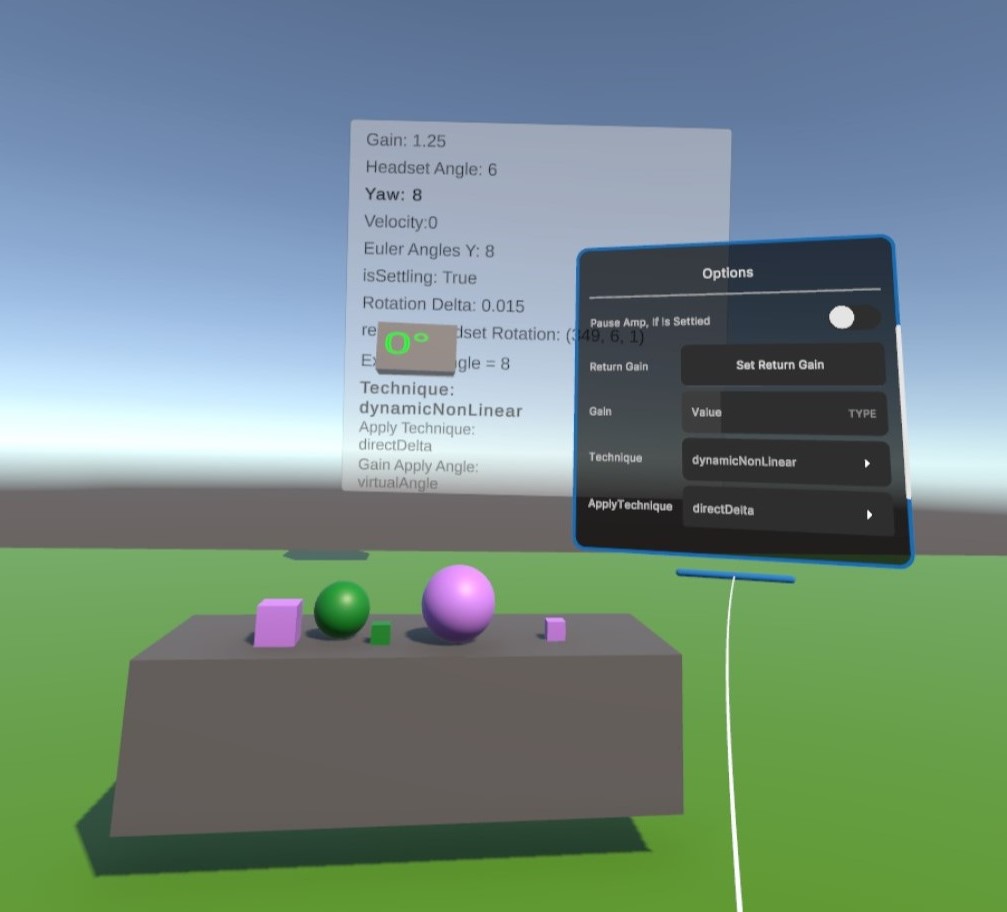 Gain: 1.25
Headset Angle: 6
Yaw: 8
Velocity:0
Euler Angles Y: 8
isSettling: True
Rotation Delta: 0.015
re dset Rotation: (349, 6, 1)
0°
Ex gle = 8
Technique:
dynamicNonLinear
Apply Technique:
directDelta
Gain Apply Angle:
virtualAngle
Options
Pause Amp, If Is Settled
Return Gain Set Return Gain
Gain Value TYPE
Technique dynamicNonLinear
ApplyTechnique directDelta